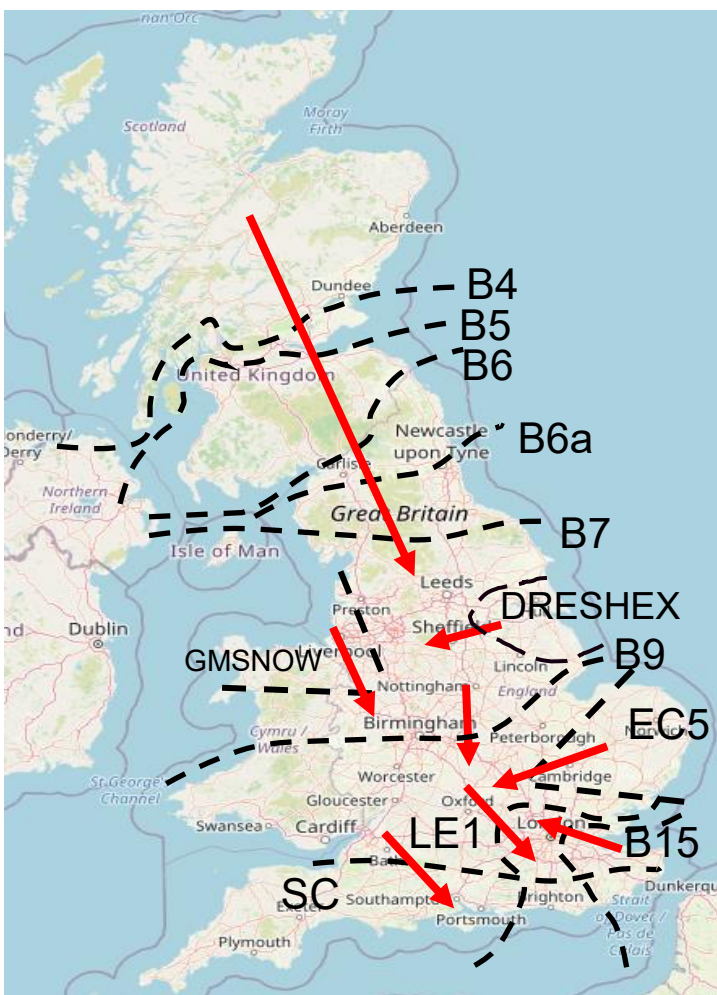 nan'Orc
Moray
Firth
Scotland
Aberdeen
Dundee
B4
B5
B6
United Kingdom
onderry/
Derry
Newcastle
upon Tyne
B6a
Carlisle
Northern
Ireland
Great Britain
Isle of Man
B7
Leeds
Preston
DRESHEX
Sheffield
Dublin
Liverpool
GMSNOW
Lincoln
B9
Nottingham
England
Birmingham
Cymru /
Wales
Peterborough
EC5
Norwich
St George'
Channel
Worcester
Cambridge
Gloucester
Oxford
Swansea
Cardiff
LE1
London
B15
Bath
SC
Dunkerqu
Exeter
Southampton
Brighton
Strait
of Dover /
Pas de
Calais
Portsmouth
Plymouth